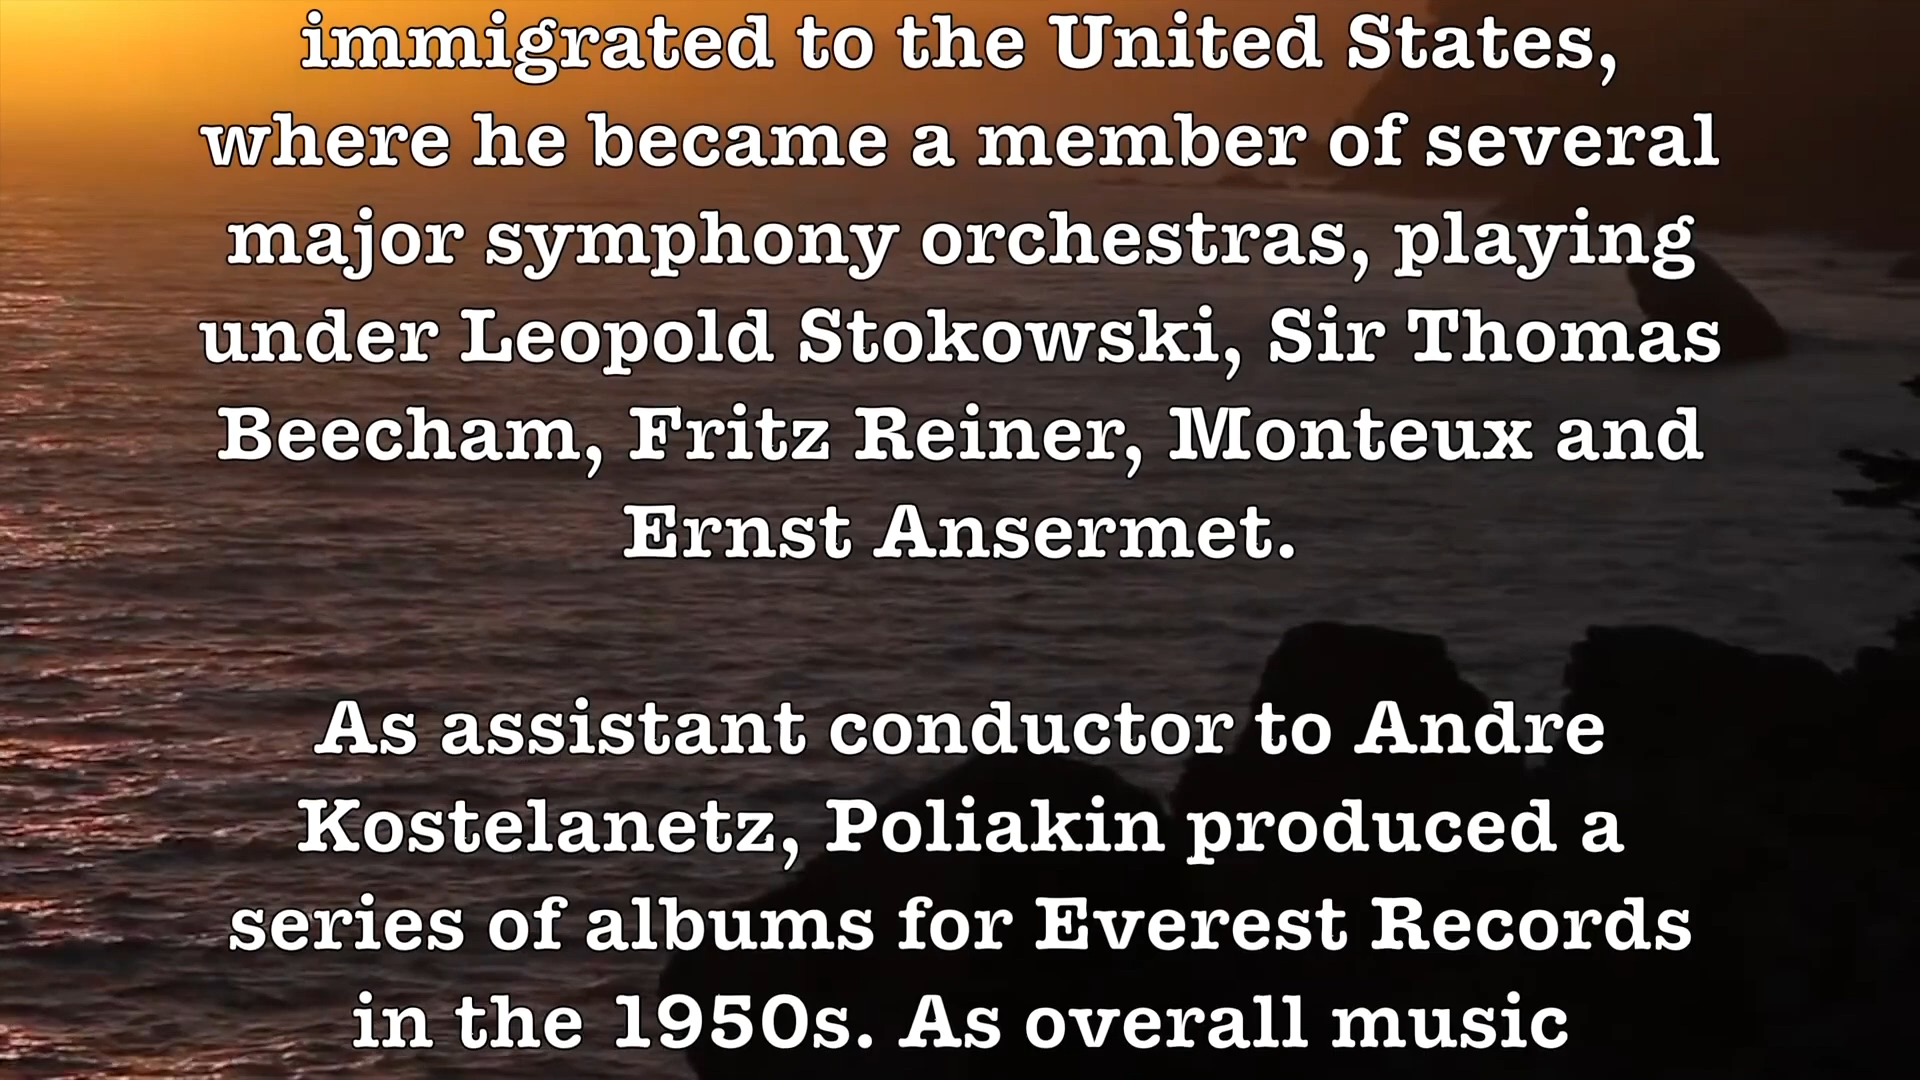 immigrated to the United States,
where he became a member of several
major symphony orchestras, playing
under Leopold Stokowski, Sir Thomas
Beecham, Fritz Reiner, Monteux and
Ernst Ansermet.
As assistant conductor to Andre
Kostelanetz, Poliakin produced a
series of albums for Everest Records
in the 1950s. As overall music